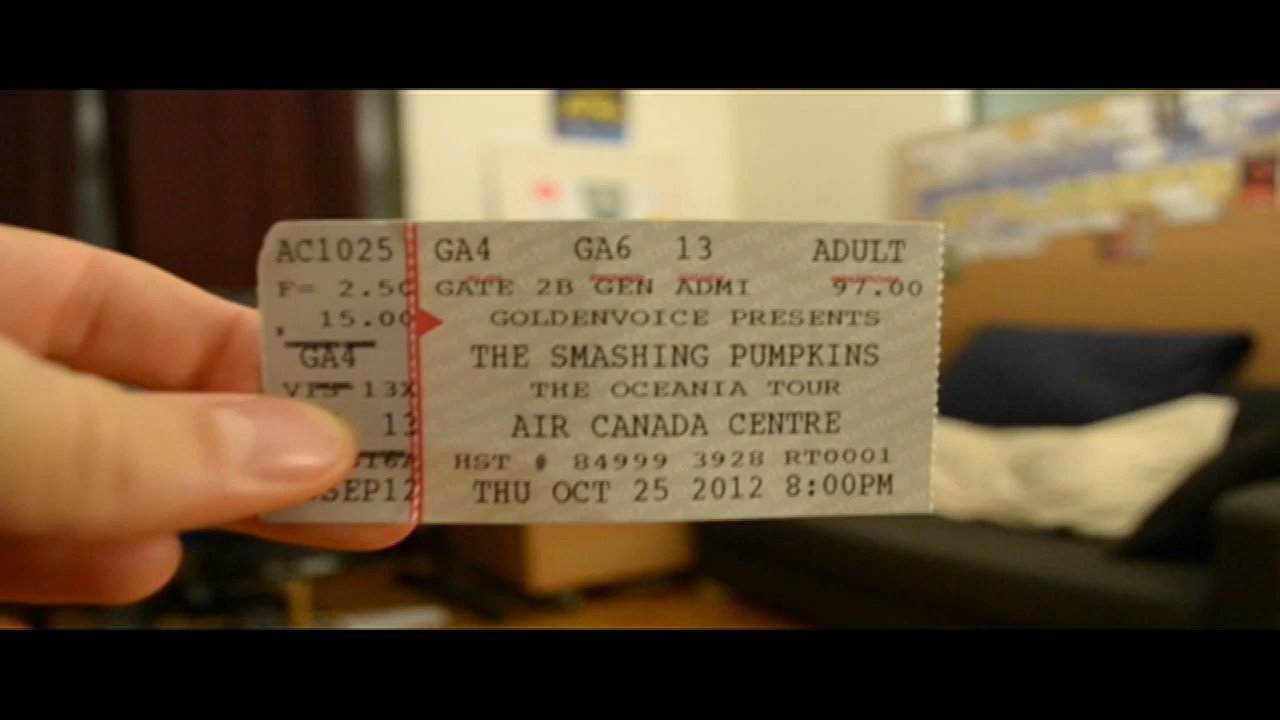 AC1025 GA4 GA6 13 ADULT
F= 2.50 GATE 2B GEN ADMI 97.00
15.00 GOLDENVOICE PRESENTS
GA4 THE SMASHING PUMPKINS
VIS 13X THE OCEANIA TOUR
13 AIR CANADA CENTRE
HST # 84999 3928 RT0001
SEP12 THU OCT 25 2012 8:00PM